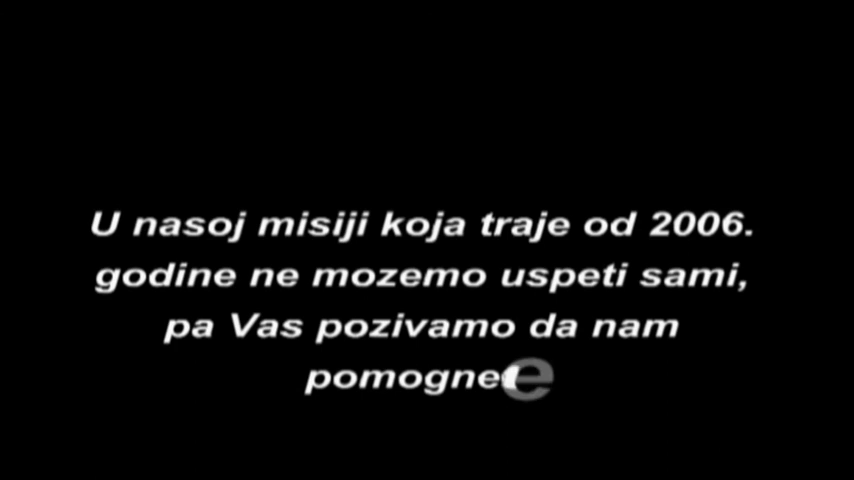 U nasoj misiji koja traje od 2006.
godine ne mozemo uspeti sami,
pa Vas pozivamo da nam
pomognete